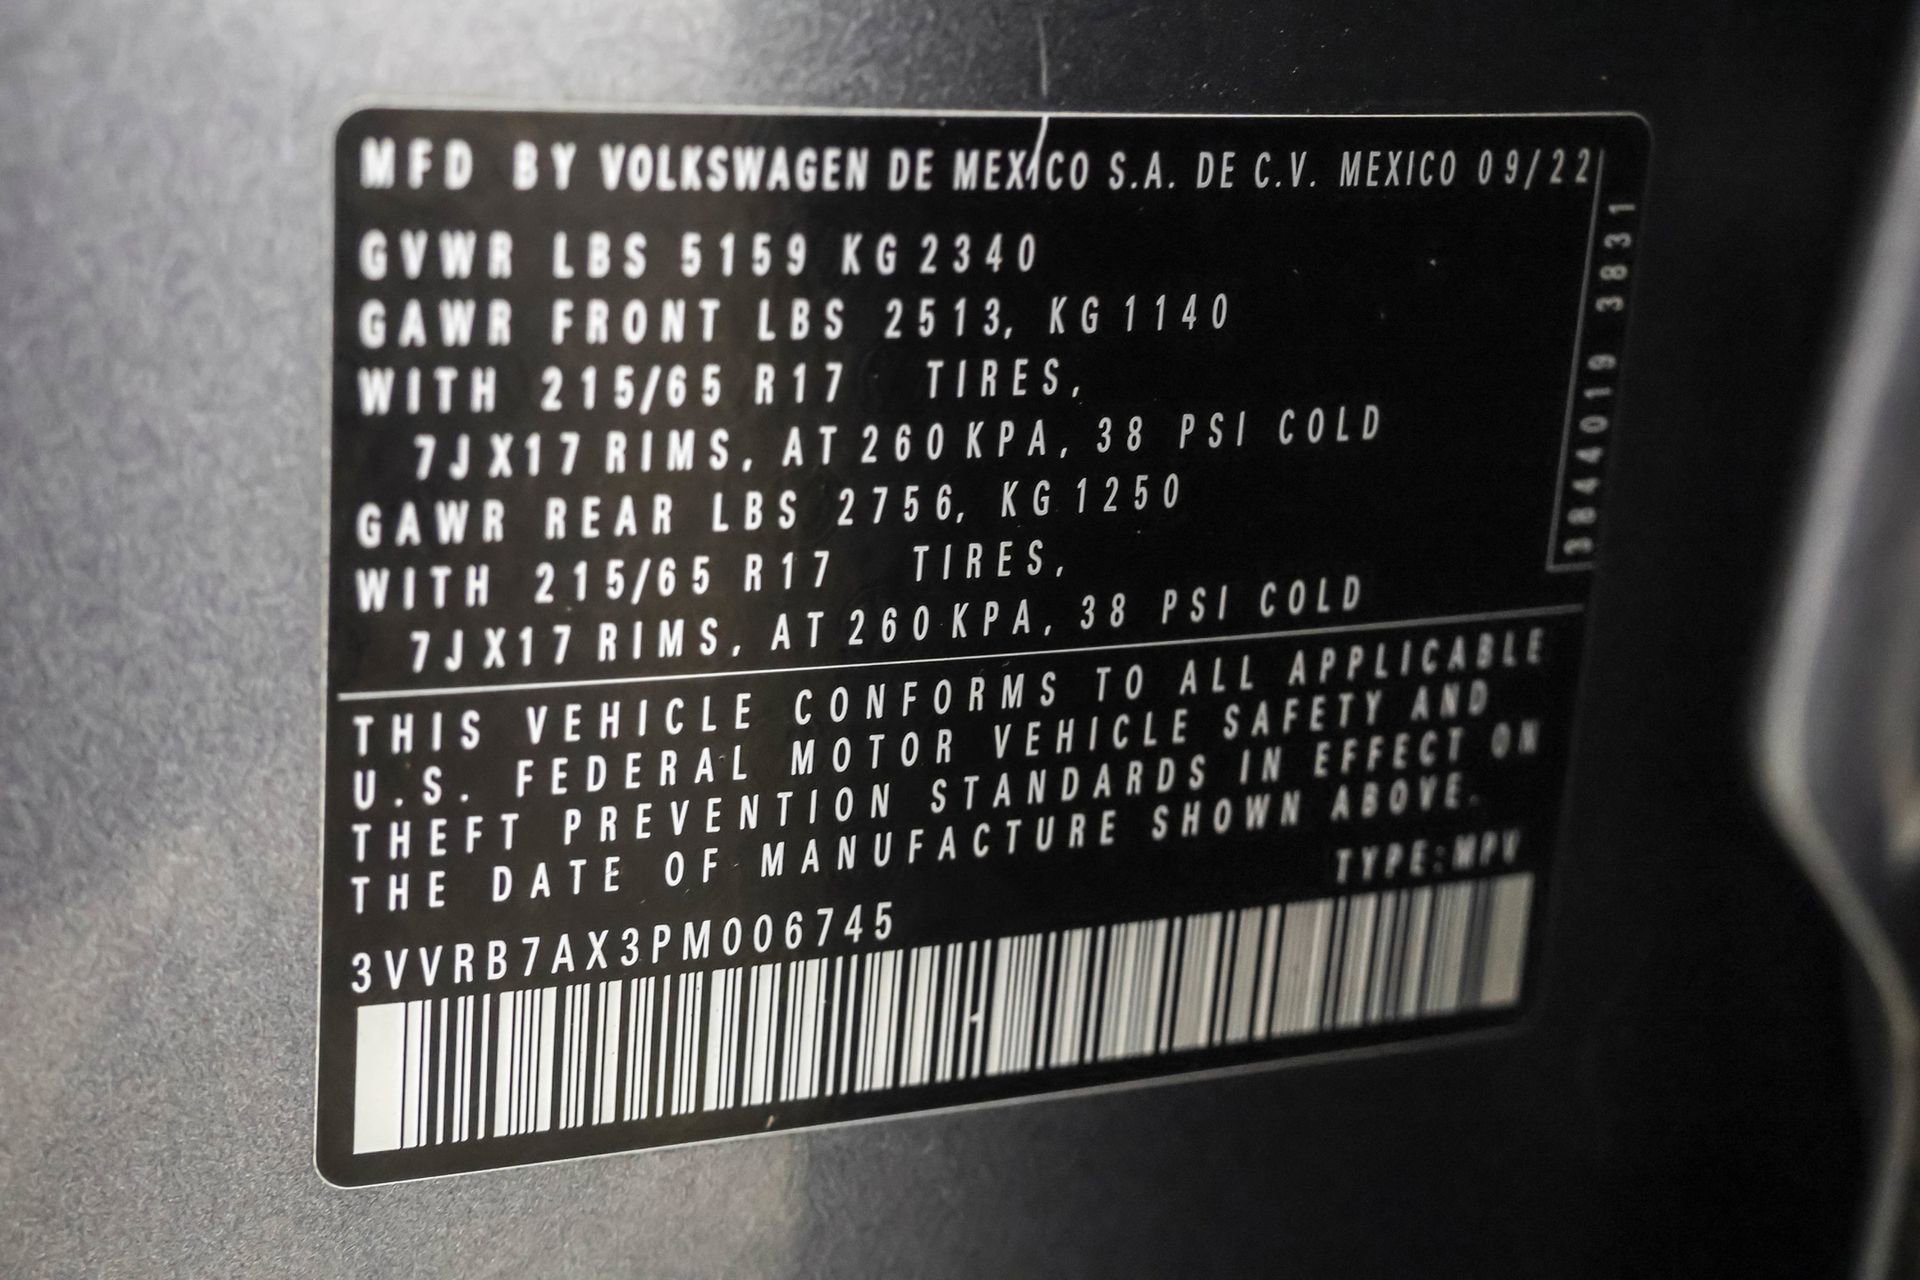 MFD BY VOLKSWAGEN DE MEXICO S.A. DE C.V. MEXICO 09/22
GVWR LBS 5159 KG 2340
GAWR FRONT LBS 2513, KG 1140
WITH 215/65 R17 TIRES,
7JX17 RIMS, AT 260 KPA, 38 PSI COLD
GAWR REAR LBS 2756, KG 1250
WITH 215/65 R17 TIRES,
7JX17 RIMS, AT 260 KPA, 38 PSI COLD
THIS VEHICLE CONFORMS TO ALL APPLICABLE
U.S. FEDERAL MOTOR VEHICLE SAFETY AND
THEFT PREVENTION STANDARDS IN EFFECT ON
THE DATE OF MANUFACTURE SHOWN ABOVE.
TYPE:MPV
3VVRB7AX3PM006745
3844019 3831